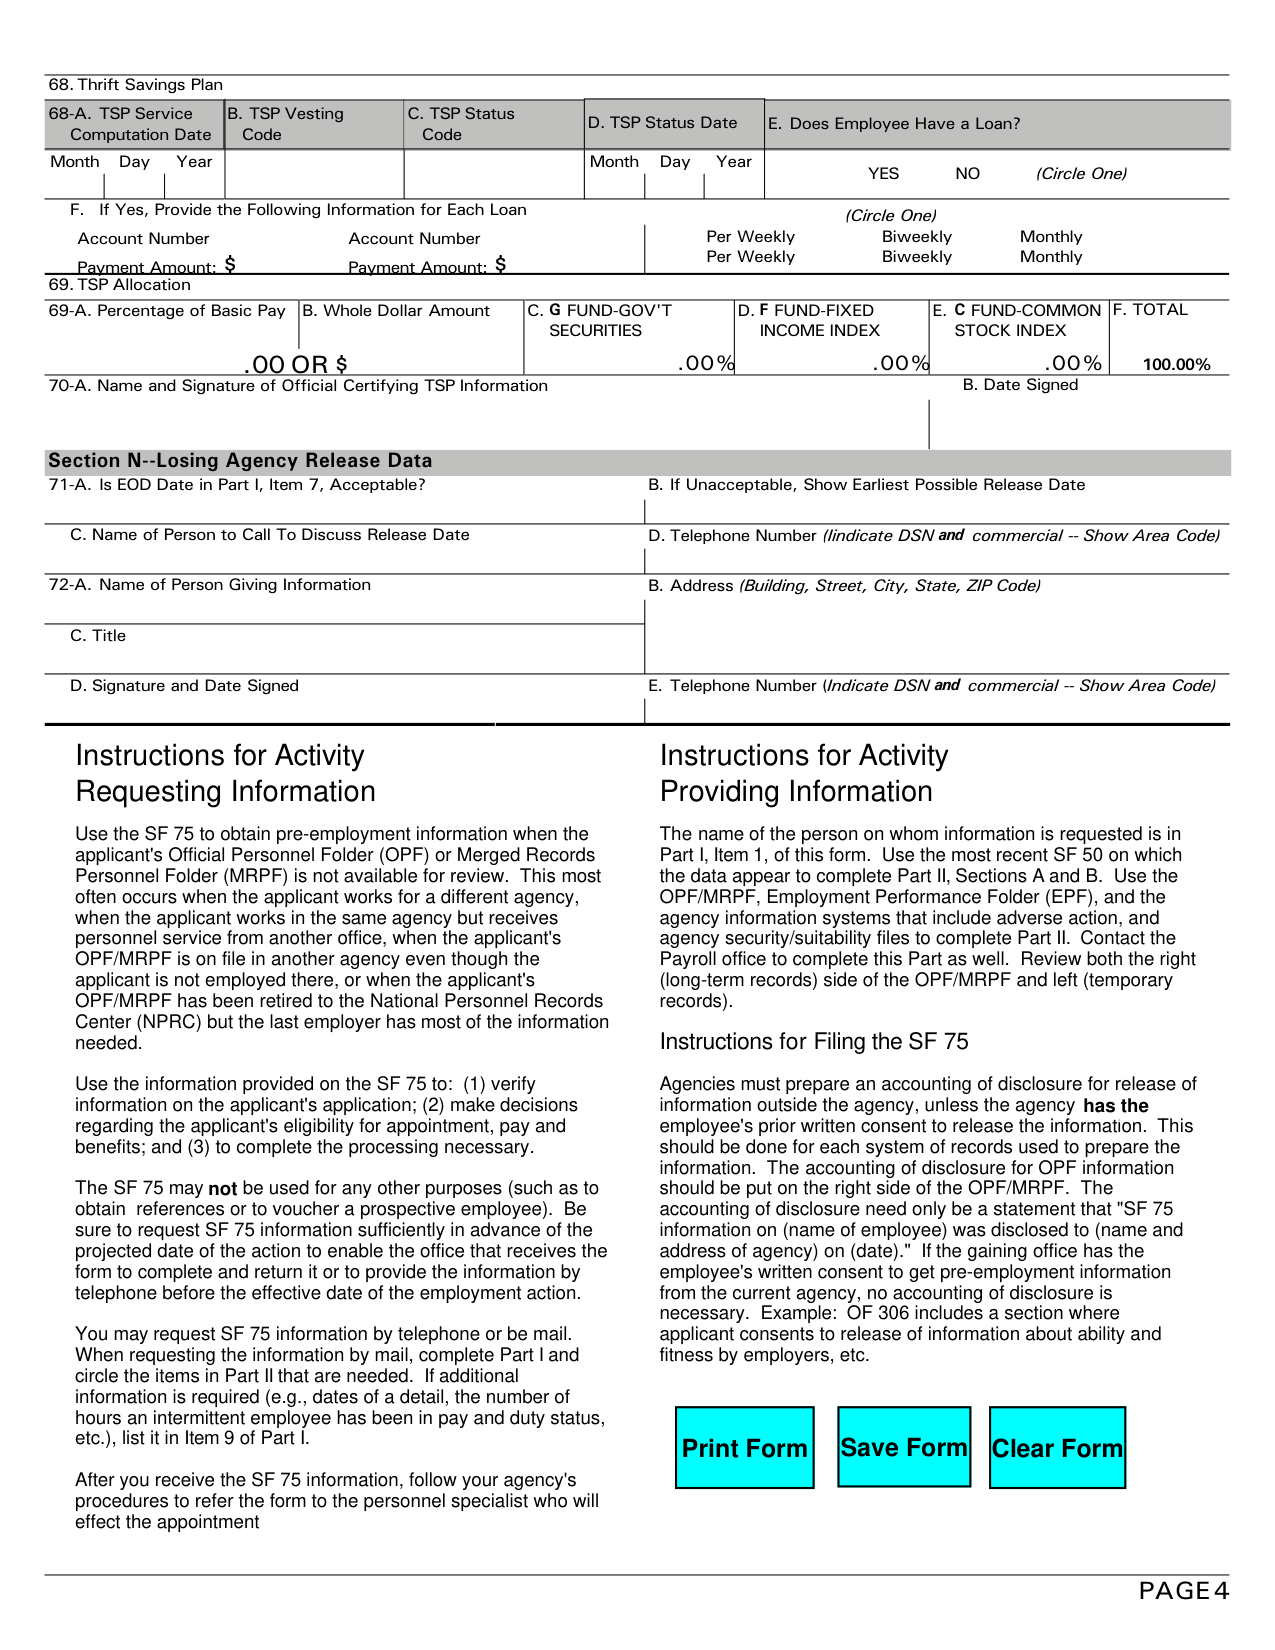 68. Thrift Savings Plan
68-A. TSP Service
Computation Date
B. TSP Vesting
Code
C. TSP Status
Code
D. TSP Status Date
E. Does Employee Have a Loan?
Month Day Year
Month Day Year
YES NO (Circle One)
F. If Yes, Provide the Following Information for Each Loan
(Circle One)
Account Number Account Number
Per Weekly Biweekly Monthly
Payment Amount: $ Payment Amount: $
Per Weekly Biweekly Monthly
69. TSP Allocation
69-A. Percentage of Basic Pay
B. Whole Dollar Amount
C. G FUND-GOV'T
SECURITIES
D. F FUND-FIXED
INCOME INDEX
E. C FUND-COMMON
STOCK INDEX
F. TOTAL
.00 OR $ .00% .00% .00% 100.00%
70-A. Name and Signature of Official Certifying TSP Information
B. Date Signed
Section N--Losing Agency Release Data
71-A. Is EOD Date in Part I, Item 7, Acceptable?
B. If Unacceptable, Show Earliest Possible Release Date
C. Name of Person to Call To Discuss Release Date
D. Telephone Number (Iindicate DSN and commercial -- Show Area Code)
72-A. Name of Person Giving Information
B. Address (Building, Street, City, State, ZIP Code)
C. Title
D. Signature and Date Signed
E. Telephone Number (Indicate DSN and commercial -- Show Area Code)
Instructions for Activity
Requesting Information
Use the SF 75 to obtain pre-employment information when the
applicant's Official Personnel Folder (OPF) or Merged Records
Personnel Folder (MRPF) is not available for review. This most
often occurs when the applicant works for a different agency,
when the applicant works in the same agency but receives
personnel service from another office, when the applicant's
OPF/MRPF is on file in another agency even though the
applicant is not employed there, or when the applicant's
OPF/MRPF has been retired to the National Personnel Records
Center (NPRC) but the last employer has most of the information
needed.
Use the information provided on the SF 75 to: (1) verify
information on the applicant's application; (2) make decisions
regarding the applicant's eligibility for appointment, pay and
benefits; and (3) to complete the processing necessary.
The SF 75 may not be used for any other purposes (such as to
obtain references or to voucher a prospective employee). Be
sure to request SF 75 information sufficiently in advance of the
projected date of the action to enable the office that receives the
form to complete and return it or to provide the information by
telephone before the effective date of the employment action.
You may request SF 75 information by telephone or be mail.
When requesting the information by mail, complete Part I and
circle the items in Part II that are needed. If additional
information is required (e.g., dates of a detail, the number of
hours an intermittent employee has been in pay and duty status,
etc.), list it in Item 9 of Part I.
After you receive the SF 75 information, follow your agency's
procedures to refer the form to the personnel specialist who will
effect the appointment
Instructions for Activity
Providing Information
The name of the person on whom information is requested is in
Part I, Item 1, of this form. Use the most recent SF 50 on which
the data appear to complete Part II, Sections A and B. Use the
OPF/MRPF, Employment Performance Folder (EPF), and the
agency information systems that include adverse action, and
agency security/suitability files to complete Part II. Contact the
Payroll office to complete this Part as well. Review both the right
(long-term records) side of the OPF/MRPF and left (temporary
records).
Instructions for Filing the SF 75
Agencies must prepare an accounting of disclosure for release of
information outside the agency, unless the agency has the
employee's prior written consent to release the information. This
should be done for each system of records used to prepare the
information. The accounting of disclosure for OPF information
should be put on the right side of the OPF/MRPF. The
accounting of disclosure need only be a statement that "SF 75
information on (name of employee) was disclosed to (name and
address of agency) on (date)." If the gaining office has the
employee's written consent to get pre-employment information
from the current agency, no accounting of disclosure is
necessary. Example: OF 306 includes a section where
applicant consents to release of information about ability and
fitness by employers, etc.
Print Form Save Form Clear Form
PAGE 4